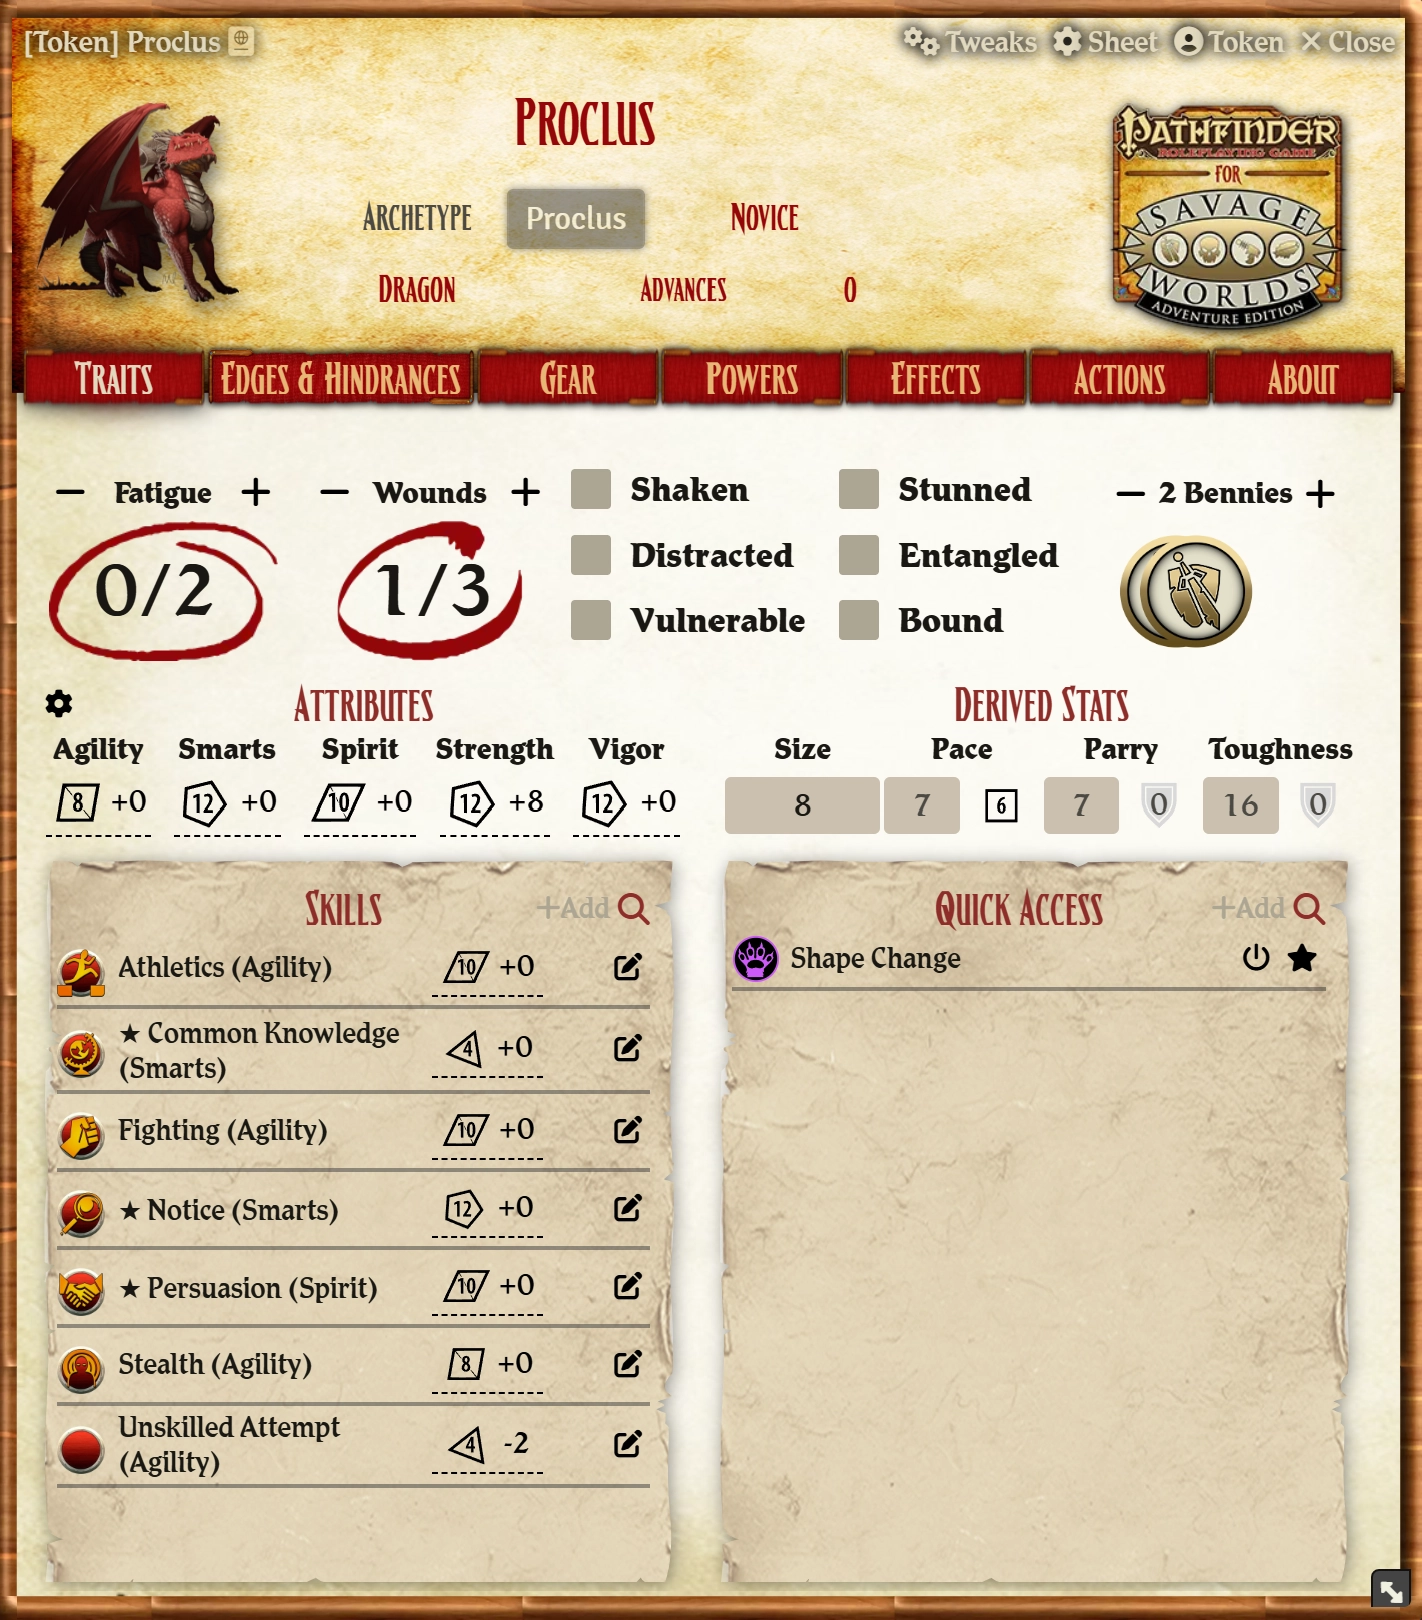 [Token] Proclus Tweaks Sheet Token Close
Proclus
PATHFINDER
ROLEPLAYING GAME
FOR
SAVAGE
WORLDS
ADVENTURE EDITION
Archetype Proclus Novice
Dragon Advances 0
Traits Edges & Hindrances Gear Powers Effects Actions About
− Fatigue + − Wounds + Shaken Stunned − 2 Bennies +
0/2 1/3 Distracted Entangled
Vulnerable Bound
Attributes Derived Stats
Agility Smarts Spirit Strength Vigor Size Pace Parry Toughness
8 +0 12 +0 10 +0 12 +8 12 +0 8 7 6 7 0 16 0
Skills +Add Quick Access +Add
Athletics (Agility) 10 +0 Shape Change
★ Common Knowledge
(Smarts) 4 +0
Fighting (Agility) 10 +0
★ Notice (Smarts) 12 +0
★ Persuasion (Spirit) 10 +0
Stealth (Agility) 8 +0
Unskilled Attempt
(Agility) 4 -2